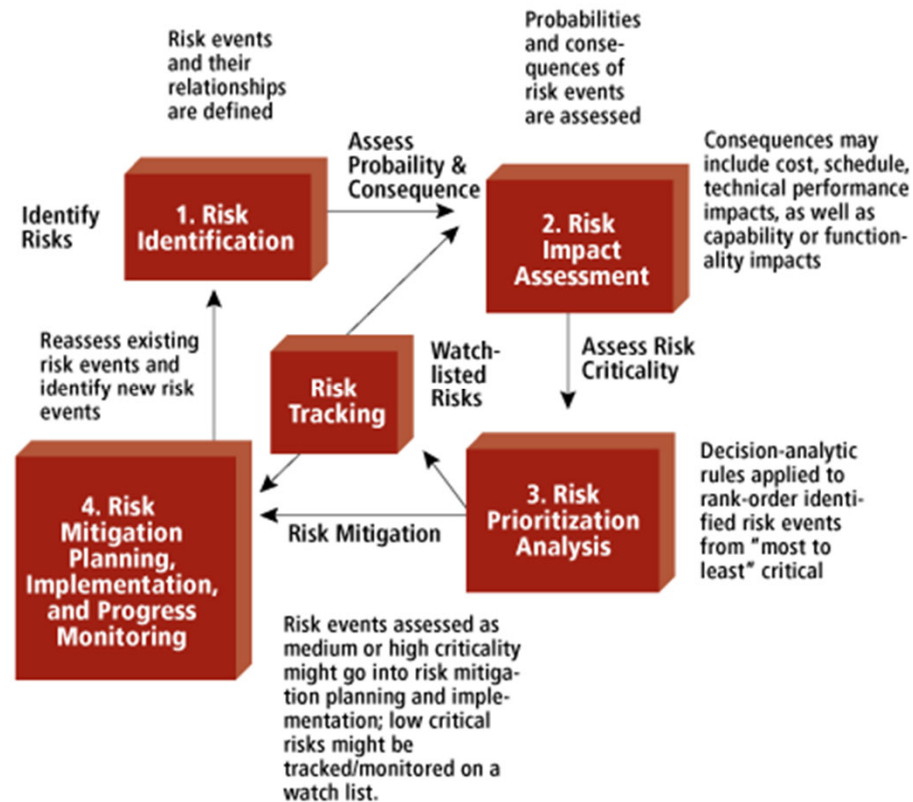 Risk events
and their
relationships
are defined
Probabilities
and conse-
quences of
risk events
are assessed
Assess
Probaility &
Consequence
Consequences may
include cost, schedule,
technical performance
impacts, as well as
capability or function-
ality impacts
Identify
Risks
1. Risk
Identification
2. Risk
Impact
Assessment
Reassess existing
risk events and
identify new risk
events
Risk
Tracking
Watch-
listed
Risks
Assess Risk
Criticality
4. Risk
Mitigation
Planning,
Implementation,
and Progress
Monitoring
Risk Mitigation
3. Risk
Prioritization
Analysis
Decision-analytic
rules applied to
rank-order identi-
fied risk events
from "most to
least" critical
Risk events assessed as
medium or high criticality
might go into risk mitiga-
tion planning and imple-
mentation; low critical
risks might be
tracked/monitored on a
watch list.